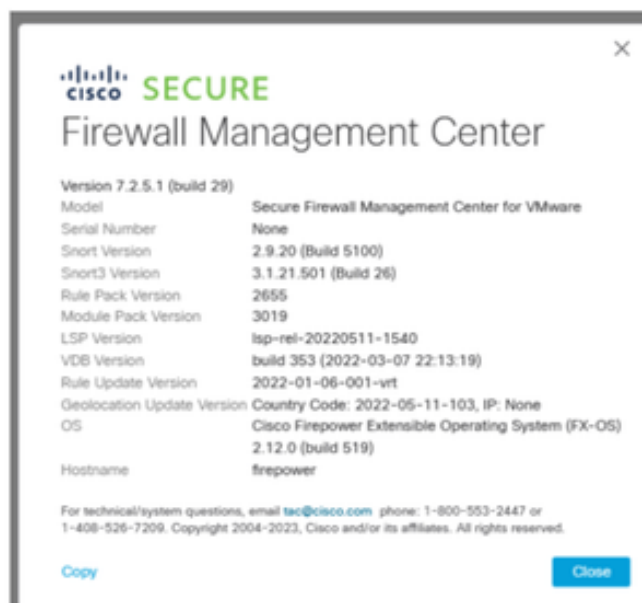 CISCO SECURE
Firewall Management Center
Version 7.2.5.1 (build 29)
Model Secure Firewall Management Center for VMware
Serial Number None
Snort Version 2.9.20 (Build 5100)
Snort3 Version 3.1.21.501 (Build 26)
Rule Pack Version 2655
Module Pack Version 3019
LSP Version lsp-rel-20220511-1540
VDB Version build 353 (2022-03-07 22:13:19)
Rule Update Version 2022-01-06-001-vrt
Geolocation Update Version Country Code: 2022-05-11-103, IP: None
OS Cisco Firepower Extensible Operating System (FX-OS)
2.12.0 (build 519)
Hostname firepower
For technical/system questions, email tac@cisco.com phone: 1-800-553-2447 or
1-408-526-7209. Copyright 2004-2023, Cisco and/or its affiliates. All rights reserved.
Copy Close